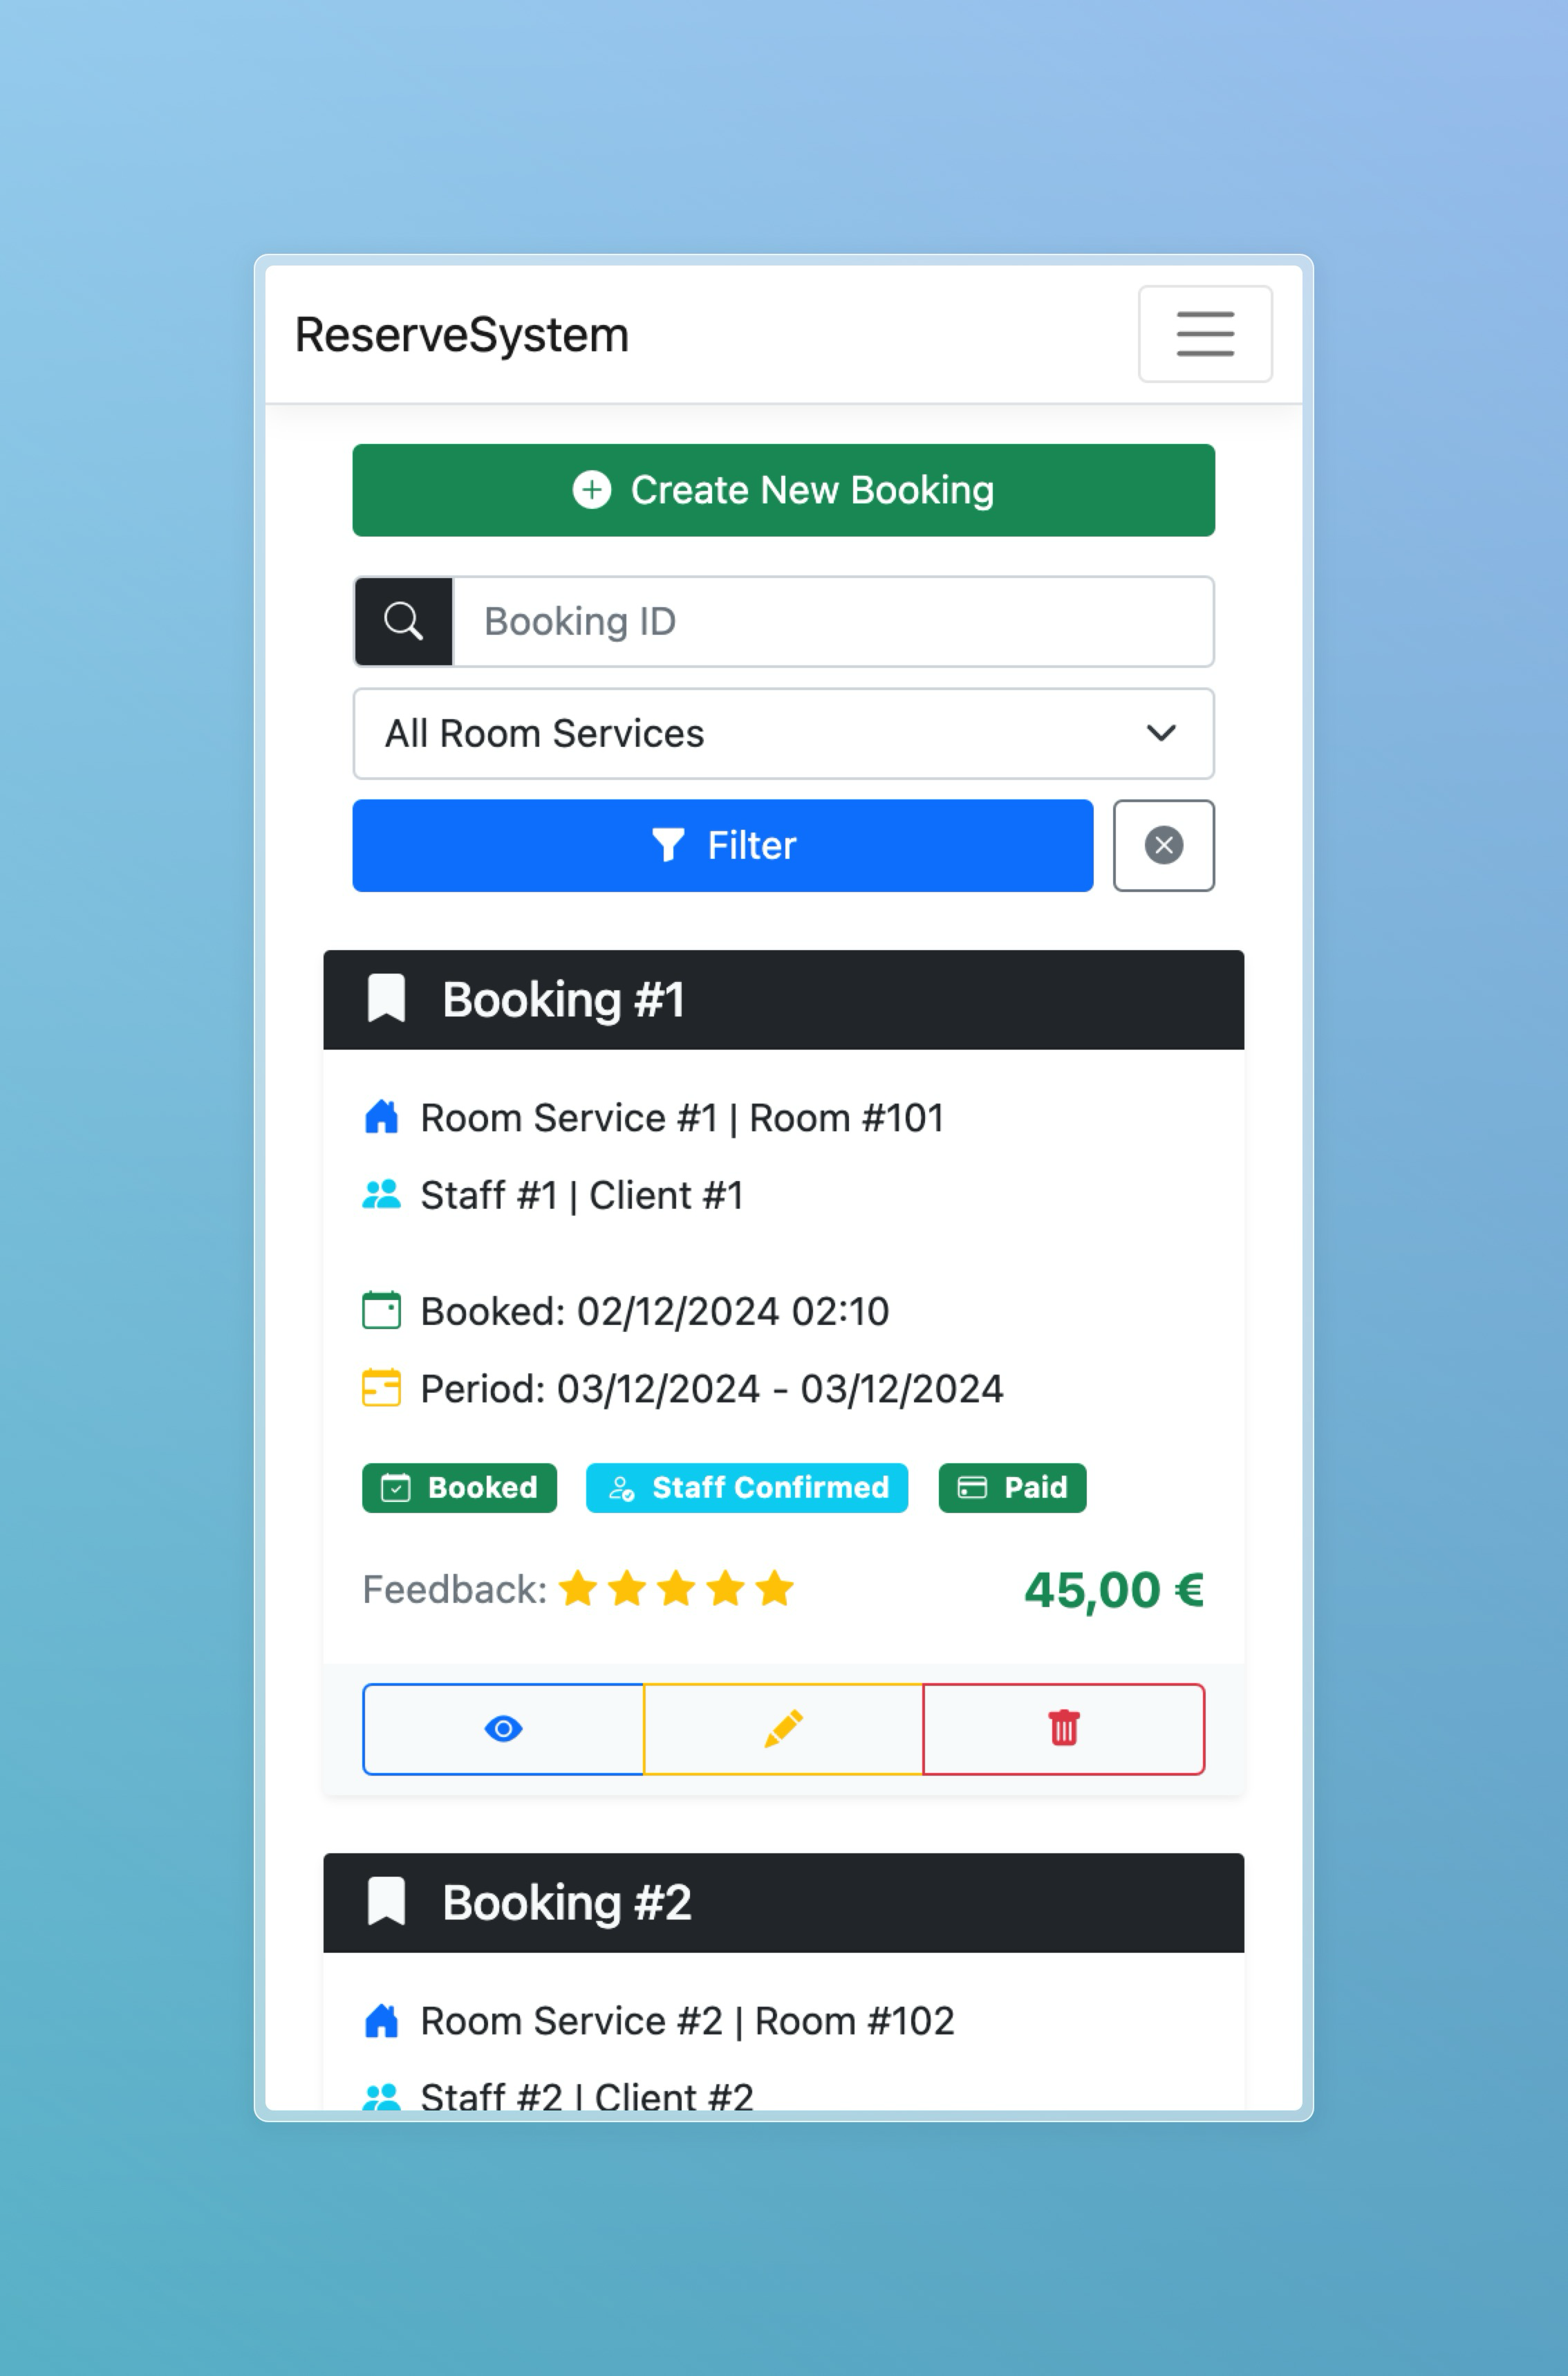 ReserveSystem
Create New Booking
Booking ID
All Room Services
Filter
Booking #1
Room Service #1 | Room #101
Staff #1 | Client #1
Booked: 02/12/2024 02:10
Period: 03/12/2024 - 03/12/2024
Booked Staff Confirmed Paid
Feedback: 45,00 €
Booking #2
Room Service #2 | Room #102
Staff #2 | Client #2